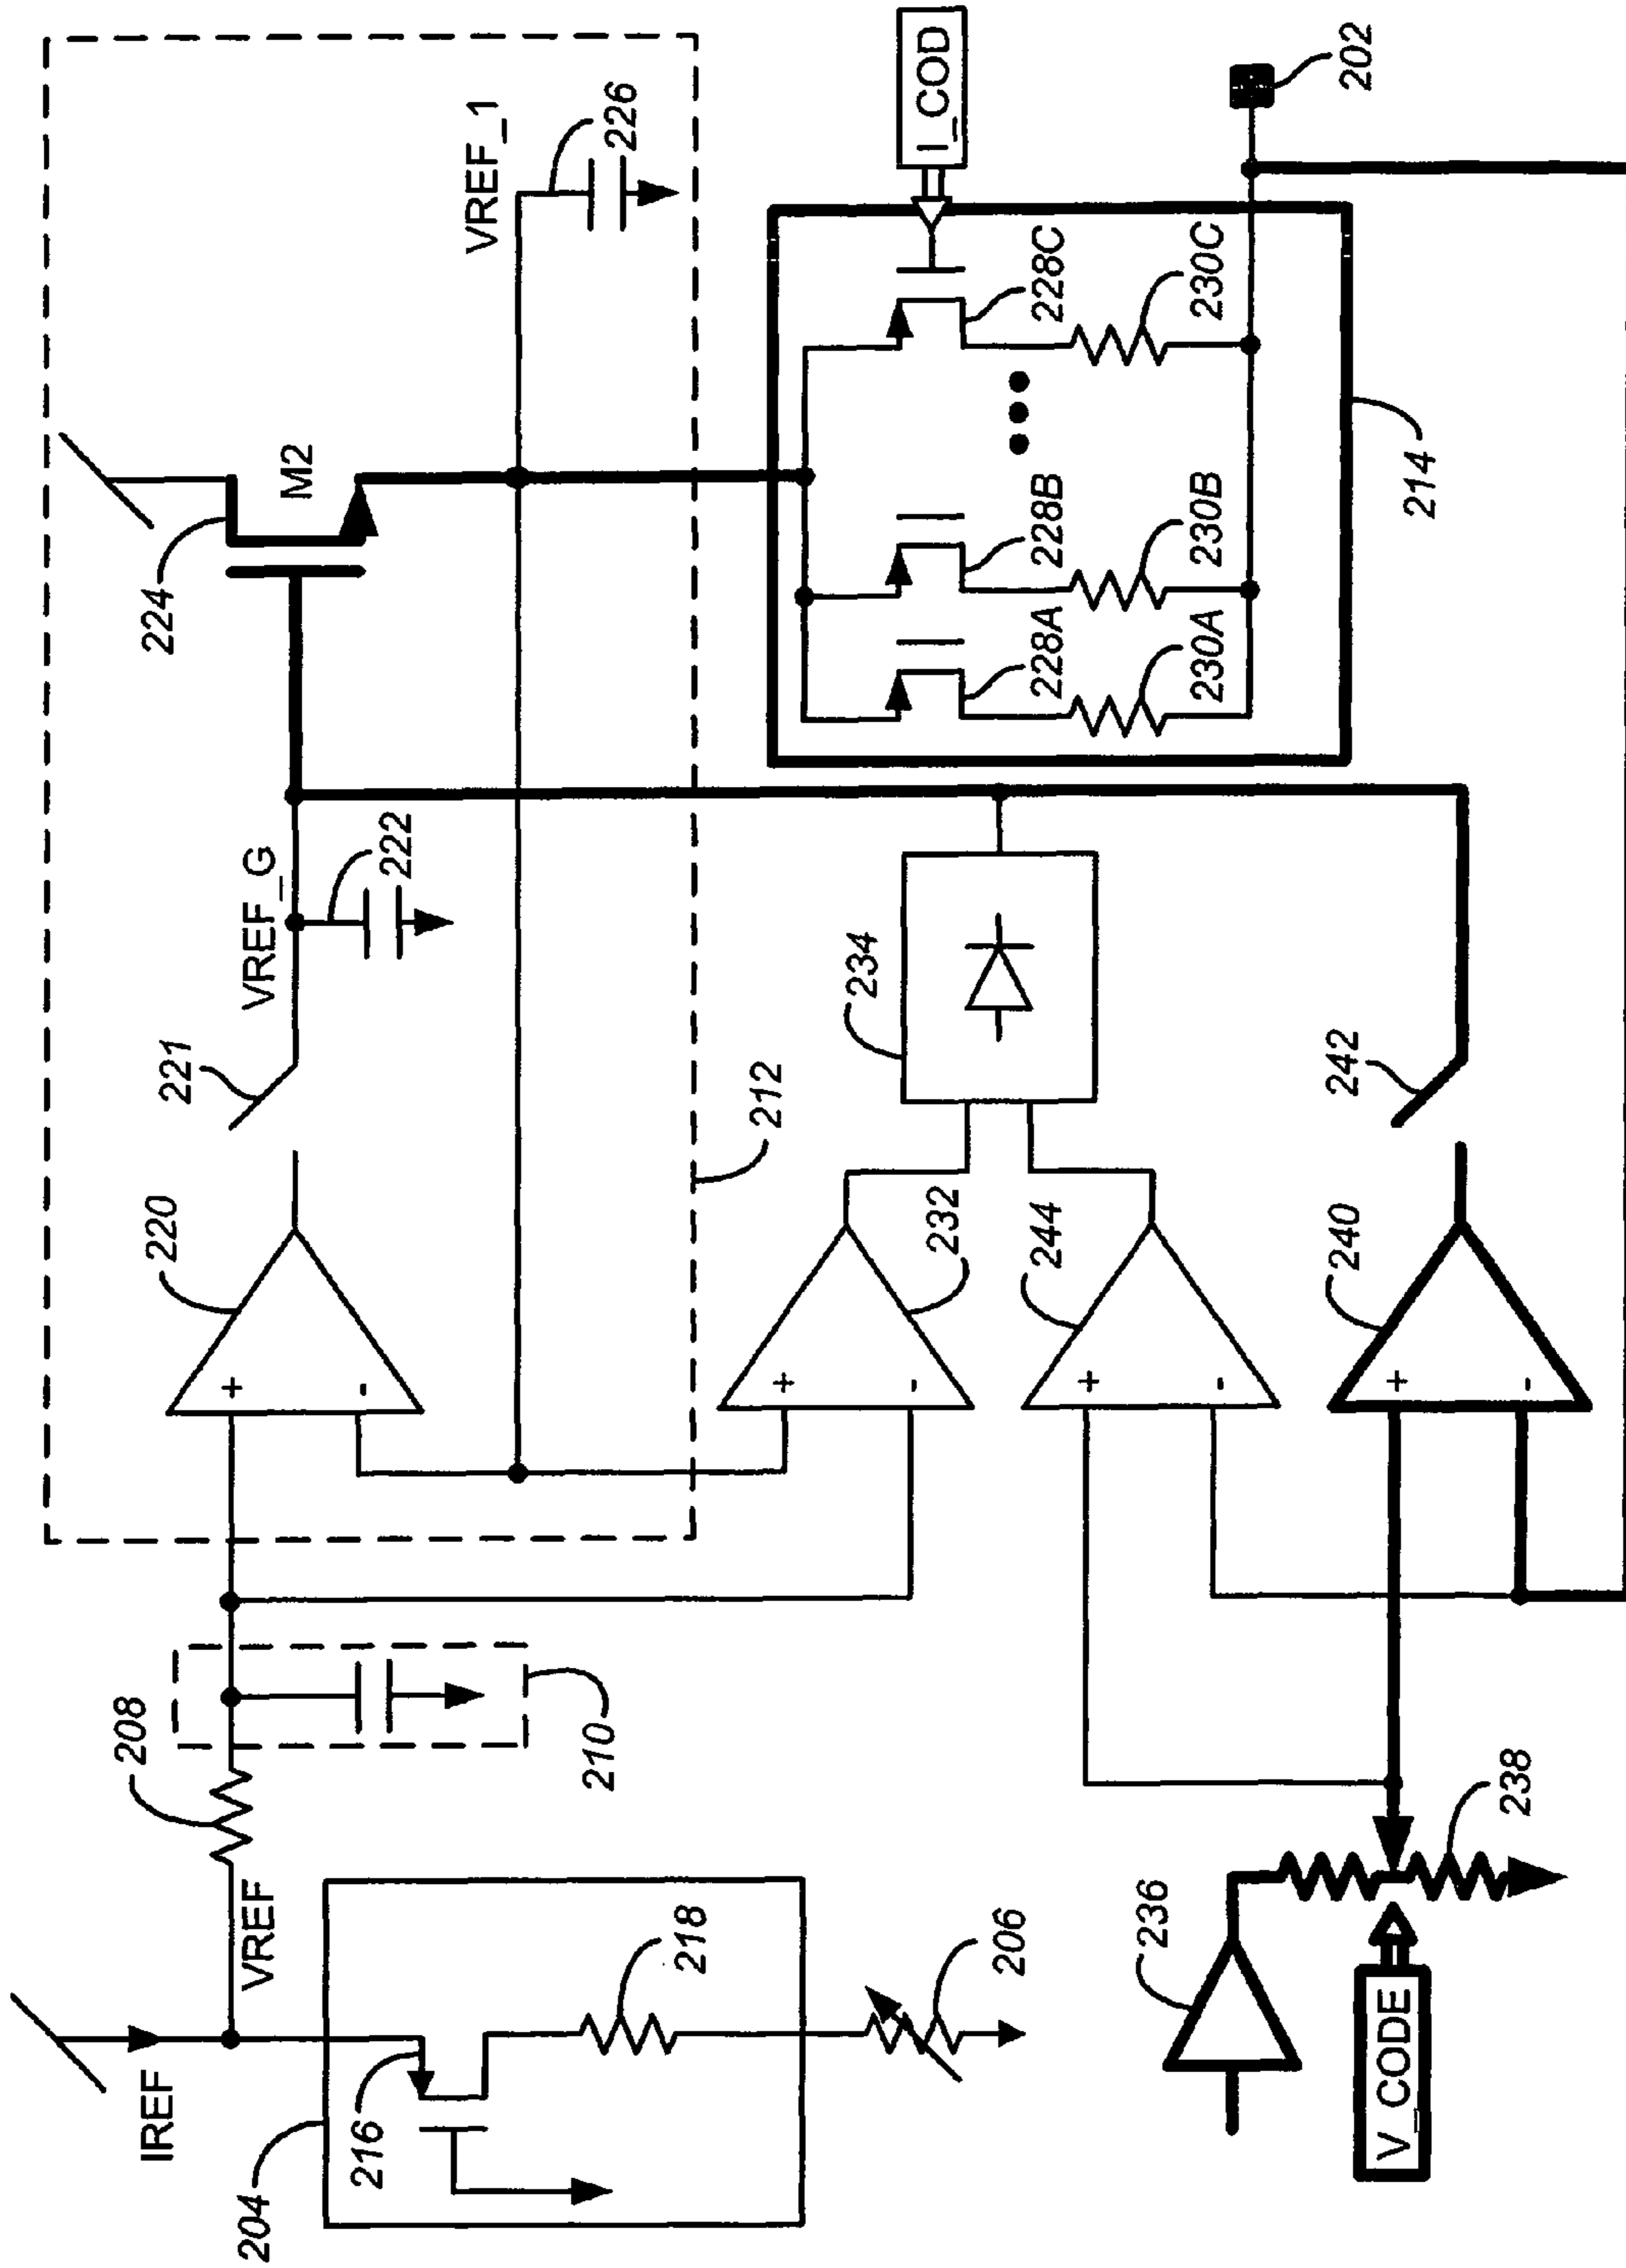 224
M2
VREF_1
226
VREF_G
222
221
220
+
-
212
I_COD
202
228A
228B
228C
230A
230B
230C
214
234
232
+
-
244
+
-
242
240
+
-
208
210
VREF
IREF
204
216
218
206
236
238
V_CODE